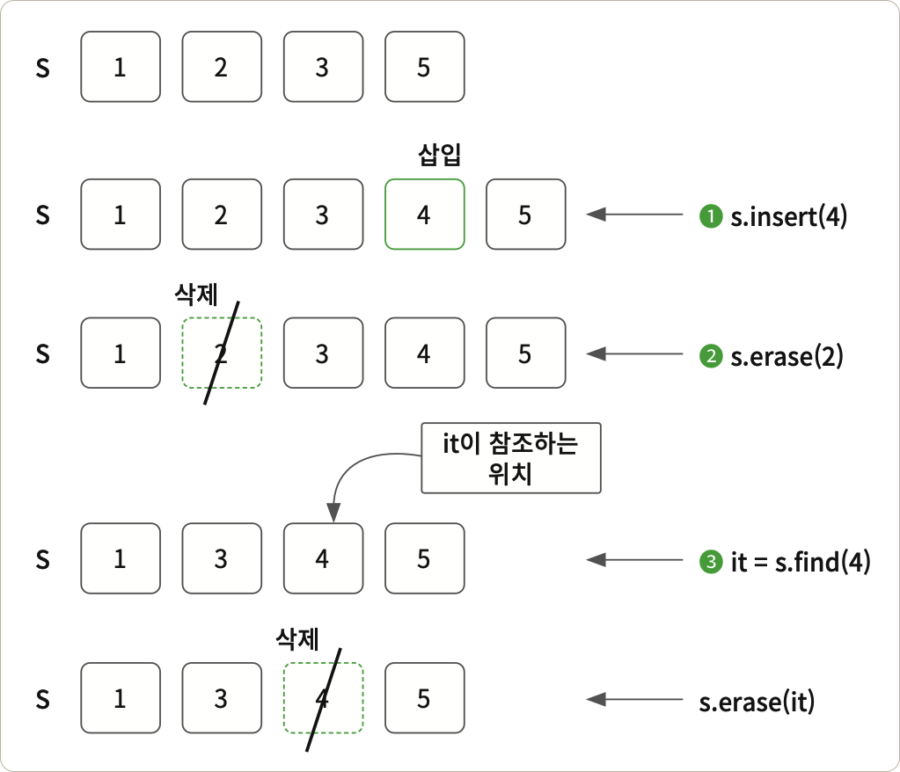 S 1 2 3 5
삽입
S 1 2 3 4 5 ❶ s.insert(4)
삭제
S 1 2 3 4 5 ❷ s.erase(2)
it이 참조하는
위치
S 1 3 4 5 ❸ it = s.find(4)
삭제
S 1 3 4 5 s.erase(it)